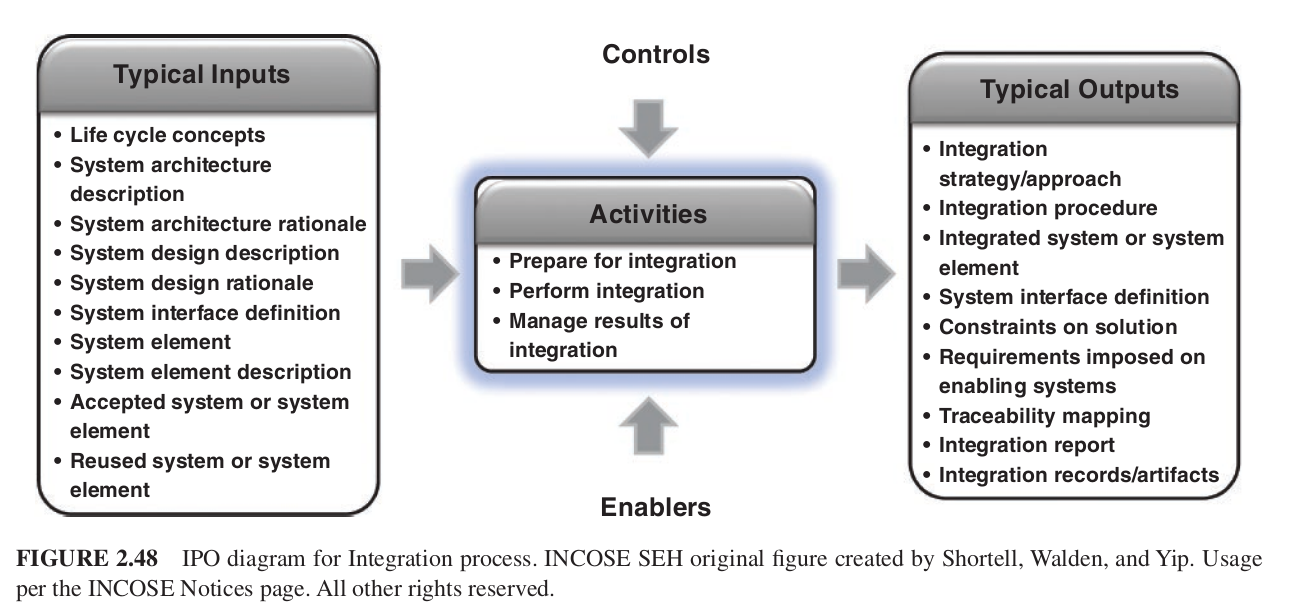 Typical Inputs
• Life cycle concepts
• System architecture
description
• System architecture rationale
• System design description
• System design rationale
• System interface definition
• System element
• System element description
• Accepted system or system
element
• Reused system or system
element
Controls
Activities
• Prepare for integration
• Perform integration
• Manage results of
integration
Enablers
Typical Outputs
• Integration
strategy/approach
• Integration procedure
• Integrated system or system
element
• System interface definition
• Constraints on solution
• Requirements imposed on
enabling systems
• Traceability mapping
• Integration report
• Integration records/artifacts
FIGURE 2.48 IPO diagram for Integration process. INCOSE SEH original figure created by Shortell, Walden, and Yip. Usage
per the INCOSE Notices page. All other rights reserved.